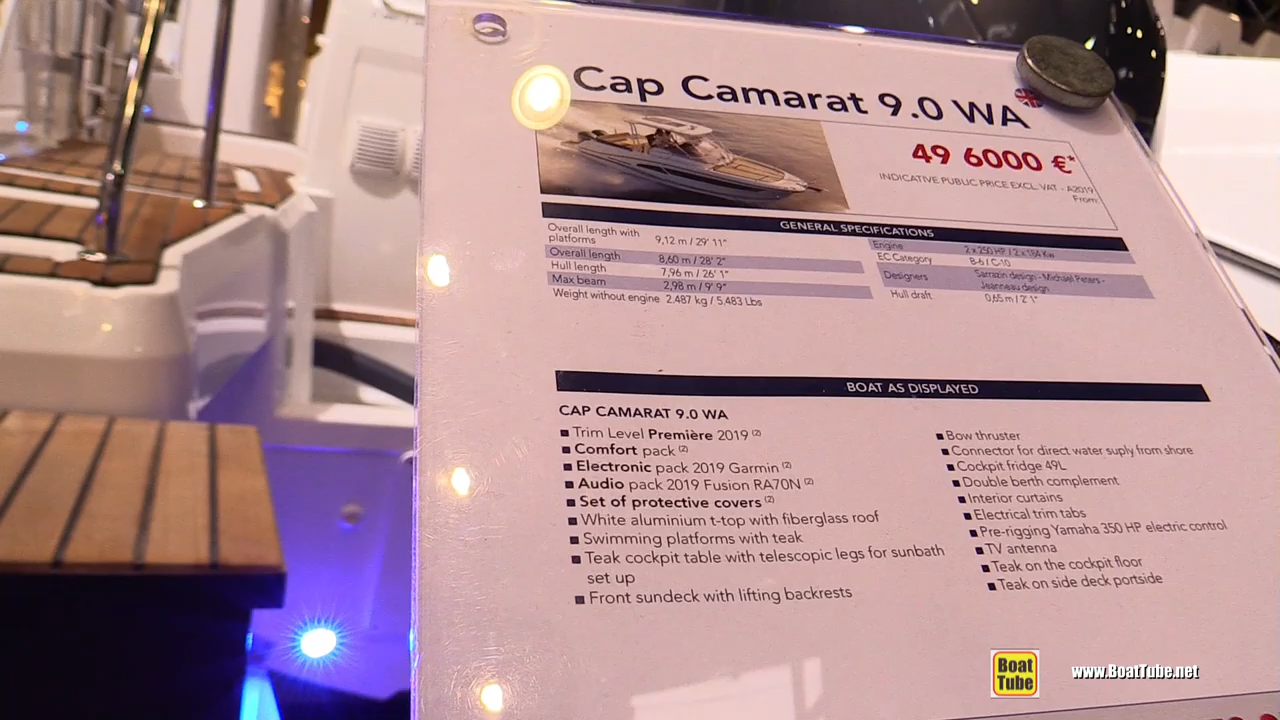 Cap Camarat 9.0 WA
49 6000 €*
INDICATIVE PUBLIC PRICE EXCL. VAT - A2019
From:
GENERAL SPECIFICATIONS
Overall length with platforms 9,12 m / 29' 11"
Overall length 8,60 m / 28' 2"
Hull length 7,96 m / 26' 1"
Max beam 2,98 m / 9' 9"
Weight without engine 2.487 kg / 5.483 Lbs
Engine 2 x 250 HP / 2 x 184 Kw
EC Category B-6 / C-10
Designers Sarrazin design - Michael Peters -
Jeanneau design
Hull draft 0,65 m / 2' 1"
BOAT AS DISPLAYED
CAP CAMARAT 9.0 WA
■ Trim Level Première 2019 (2)
■ Comfort pack (2)
■ Electronic pack 2019 Garmin (2)
■ Audio pack 2019 Fusion RA70N (2)
■ Set of protective covers (2)
■ White aluminium t-top with fiberglass roof
■ Swimming platforms with teak
■ Teak cockpit table with telescopic legs for sunbath
set up
■ Front sundeck with lifting backrests
■ Bow thruster
■ Connector for direct water suply from shore
■ Cockpit fridge 49L
■ Double berth complement
■ Interior curtains
■ Electrical trim tabs
■ Pre-rigging Yamaha 350 HP electric control
■ TV antenna
■ Teak on the cockpit floor
■ Teak on side deck portside
Boat
Tube
www.BoatTube.net